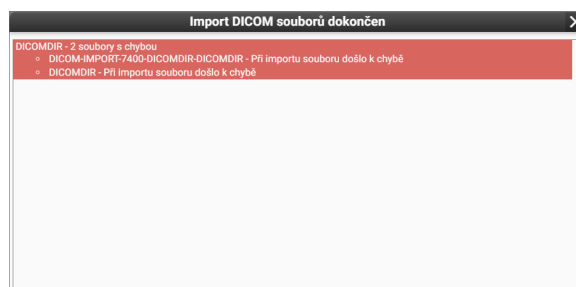 Import DICOM souborů dokončen
DICOMDIR - 2 soubory s chybou
DICOM-IMPORT-7400-DICOMDIR-DICOMDIR - Při importu souboru došlo k chybě
DICOMDIR - Při importu souboru došlo k chybě